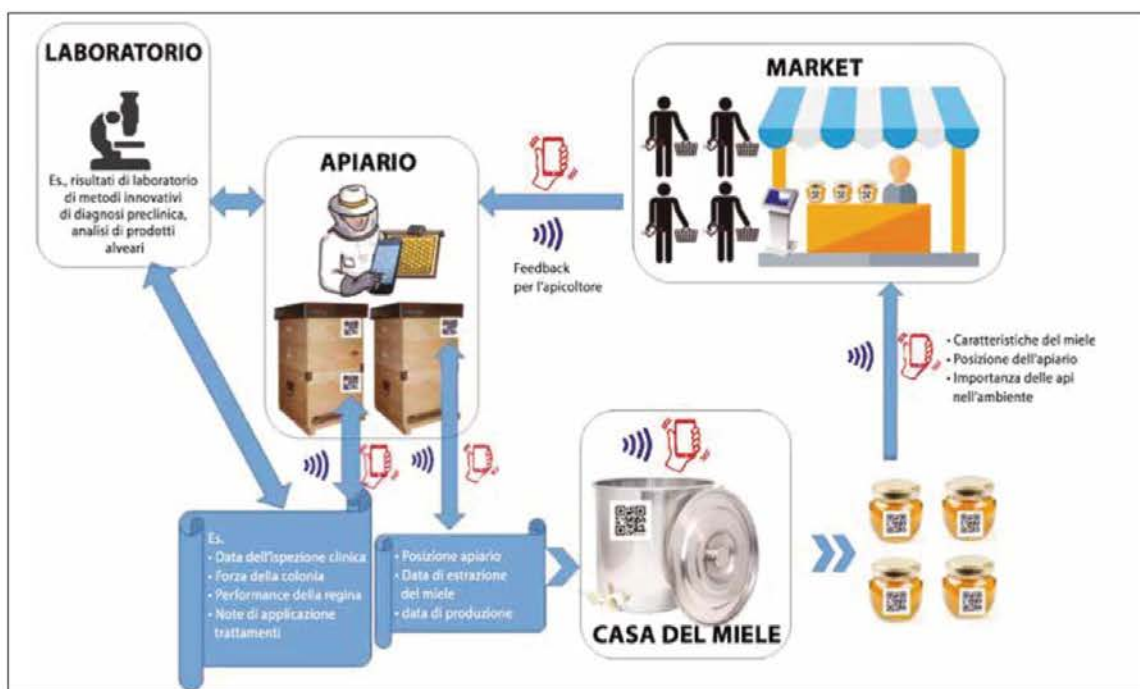 LABORATORIO
Es., risultati di laboratorio
di metodi innovativi
di diagnosi preclinica,
analisi di prodotti
alveari
APIARIO
MARKET
Feedback
per l'apicoltore
• Caratteristiche del miele
• Posizione dell'apiario
• Importanza delle api
nell'ambiente
Es.
• Data dell'ispezione clinica
• Forza della colonia
• Performance della regina
• Note di applicazione
trattamenti
• Posizione apiario
• Data di estrazione
del miele
• data di produzione
CASA DEL MIELE